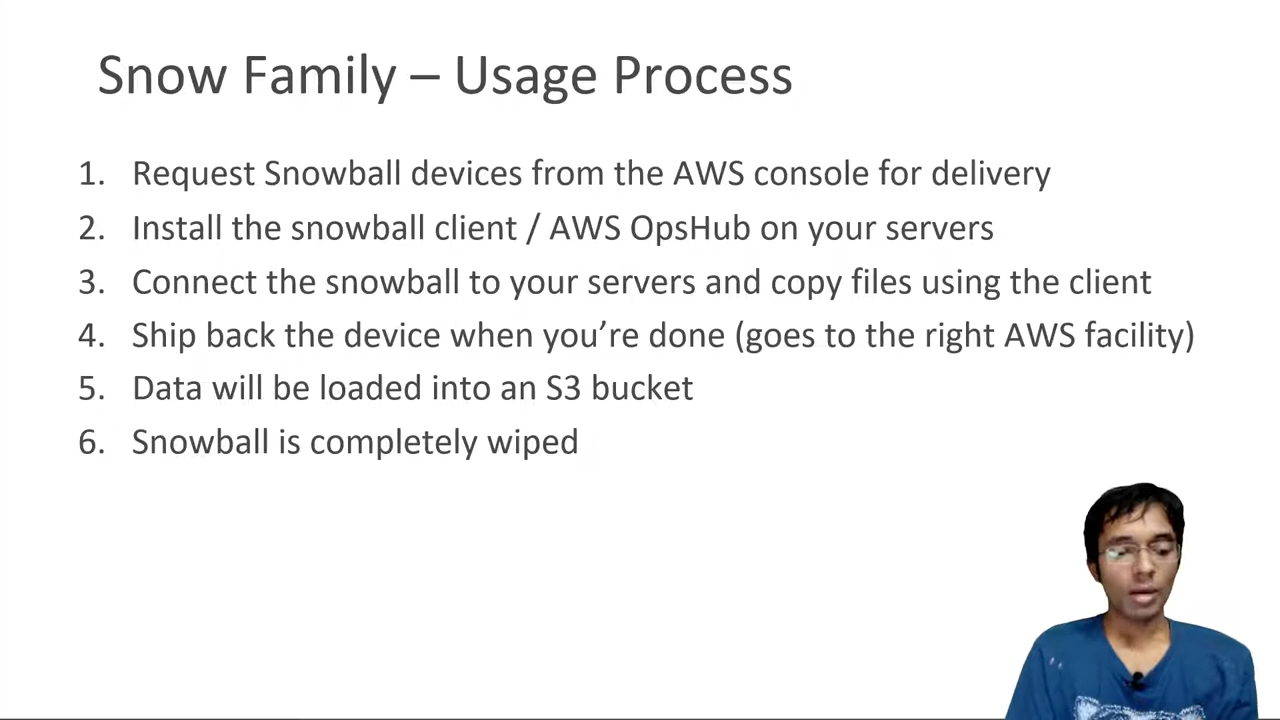 Snow Family – Usage Process
1. Request Snowball devices from the AWS console for delivery
2. Install the snowball client / AWS OpsHub on your servers
3. Connect the snowball to your servers and copy files using the client
4. Ship back the device when you’re done (goes to the right AWS facility)
5. Data will be loaded into an S3 bucket
6. Snowball is completely wiped